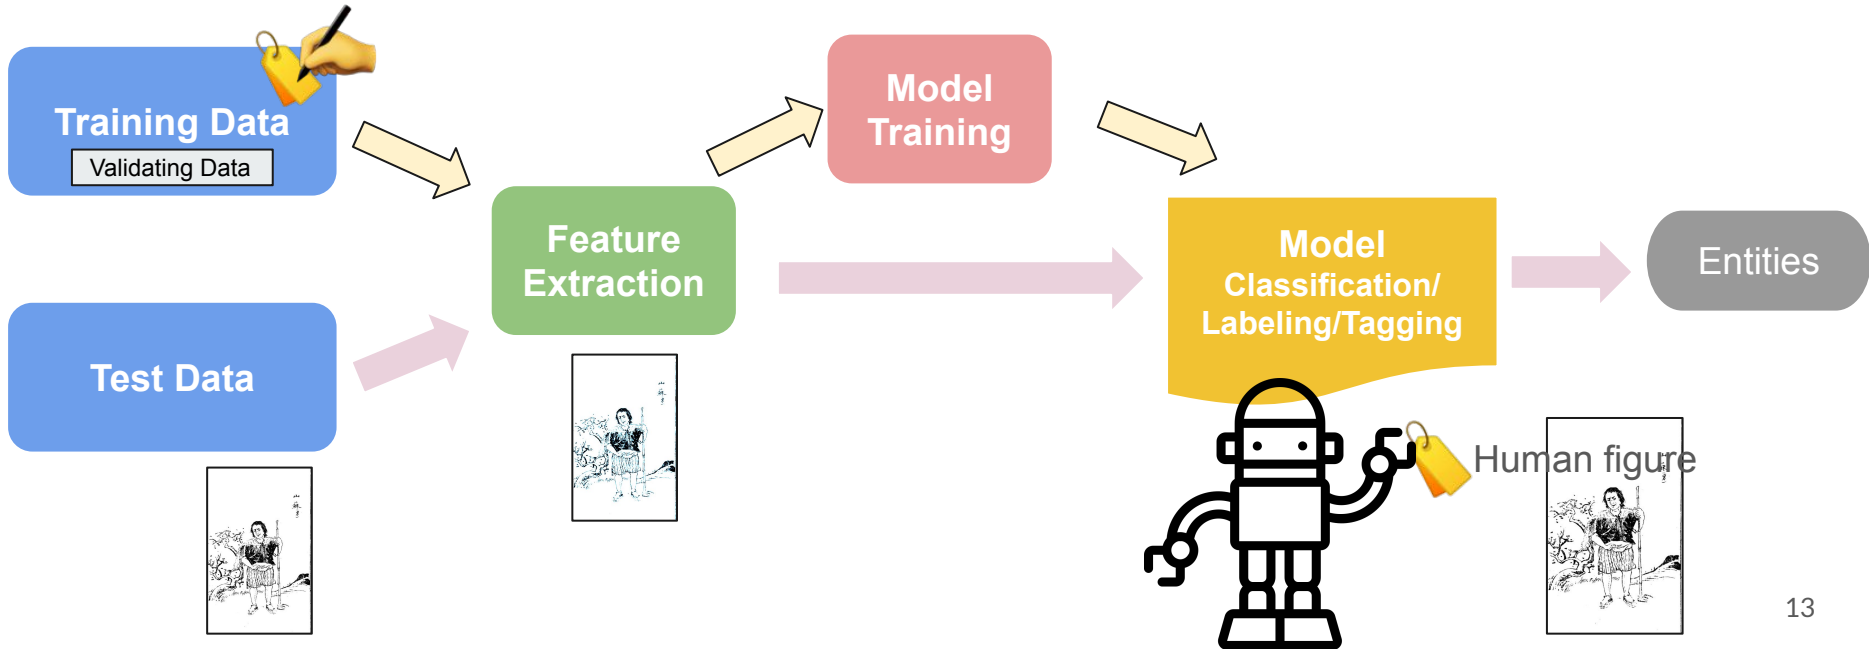 Training Data
Validating Data
Model
Training
Feature
Extraction
Model
Classification/
Labeling/Tagging
Entities
Test Data
Human figure
13